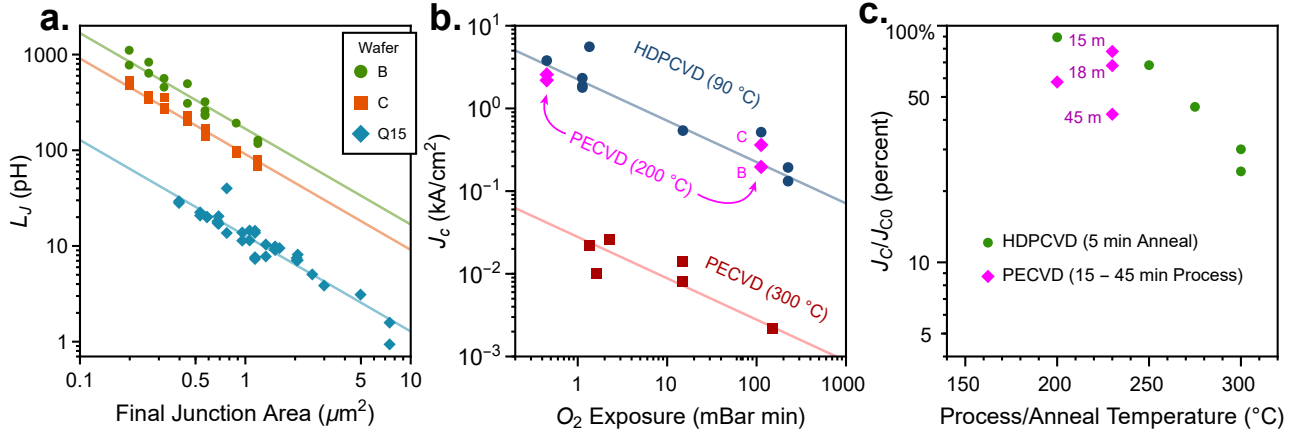 a.
L_J (pH)
1000
100
10
1
0.1
0.5
1
5
10
Final Junction Area (μm²)
Wafer
B
C
Q15
b.
J_c (kA/cm²)
10¹
10⁰
10⁻¹
10⁻²
10⁻³
1
10
100
1000
O₂ Exposure (mBar min)
HDPCVD (90 °C)
PECVD (200 °C)
C
B
PECVD (300 °C)
c.
J_C/J_C0 (percent)
100%
50
10
5
150
200
250
300
Process/Anneal Temperature (°C)
15 m
18 m
45 m
HDPCVD (5 min Anneal)
PECVD (15 – 45 min Process)